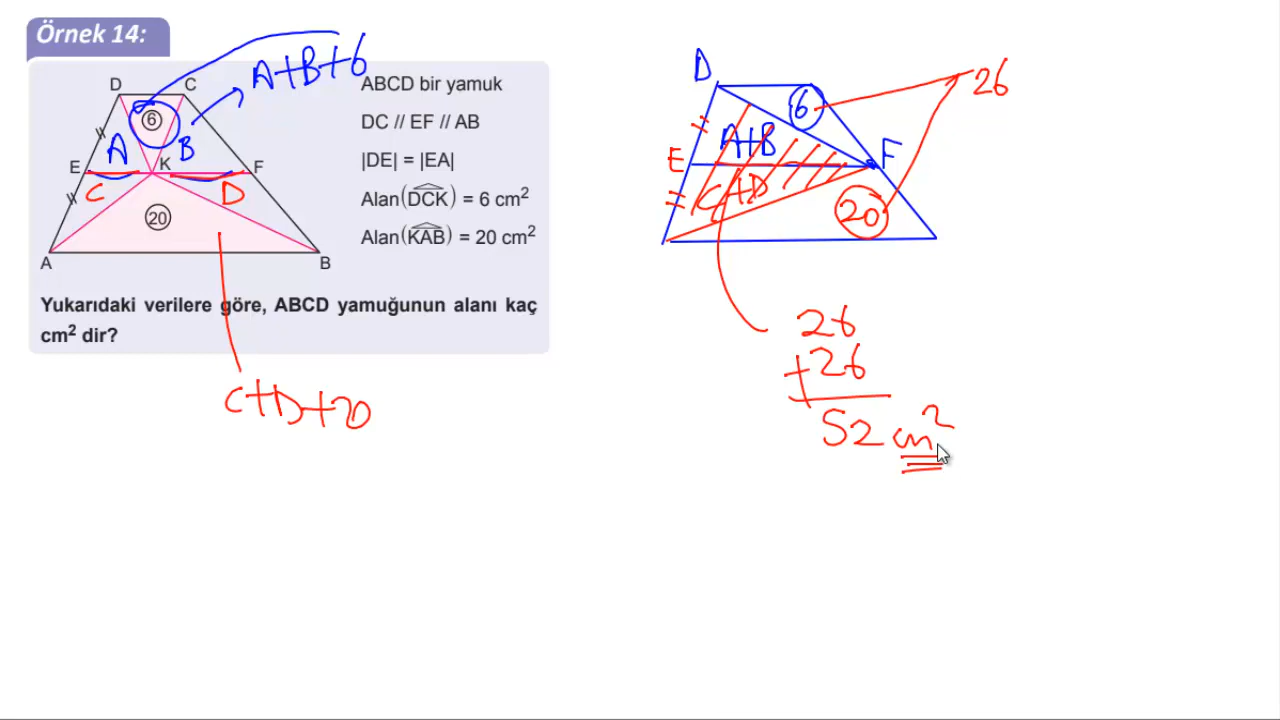 Örnek 14:
D C
6
A B
E K F
C D
20
A B
A+B+6
ABCD bir yamuk
DC // EF // AB
|DE| = |EA|
Alan(DCK) = 6 cm²
Alan(KAB) = 20 cm²
Yukarıdaki verilere göre, ABCD yamuğunun alanı kaç
cm² dir?
C+D+20
D
6
26
A+B
E F
C+D
20
26
+26
52 cm²